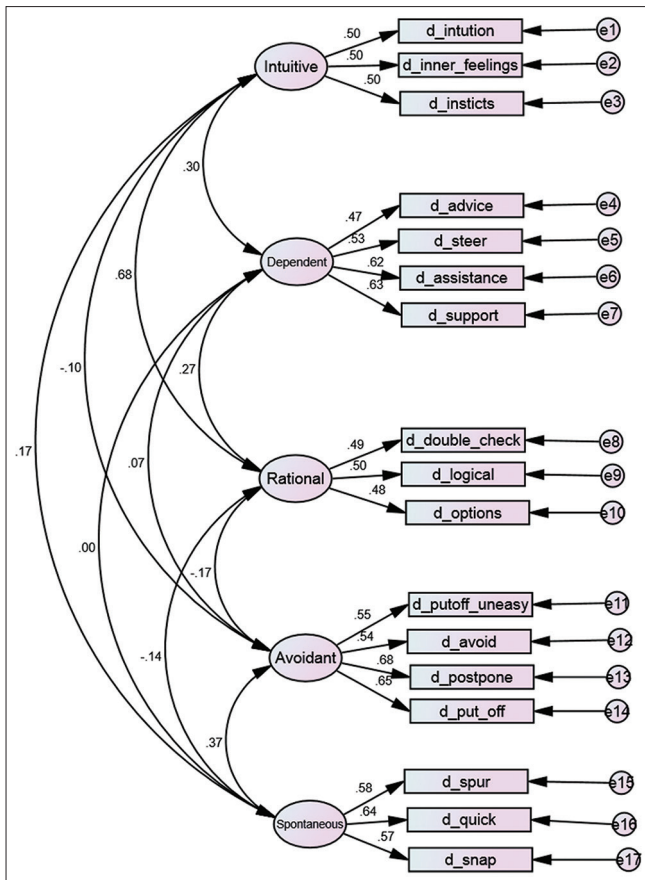 .50
d_intution
e1
.50
d_inner_feelings
e2
Intuitive
.50
d_insticts
e3
.30
.47
d_advice
e4
.53
d_steer
e5
Dependent
.62
d_assistance
e6
.68
.63
d_support
e7
-.10
.27
.17
.07
.49
d_double_check
e8
.50
d_logical
e9
Rational
.48
d_options
e10
.00
-.17
.55
d_putoff_uneasy
e11
.54
d_avoid
e12
-.14
Avoidant
.68
d_postpone
e13
.65
d_put_off
e14
.37
.58
d_spur
e15
.64
d_quick
e16
Spontaneous
.57
d_snap
e17